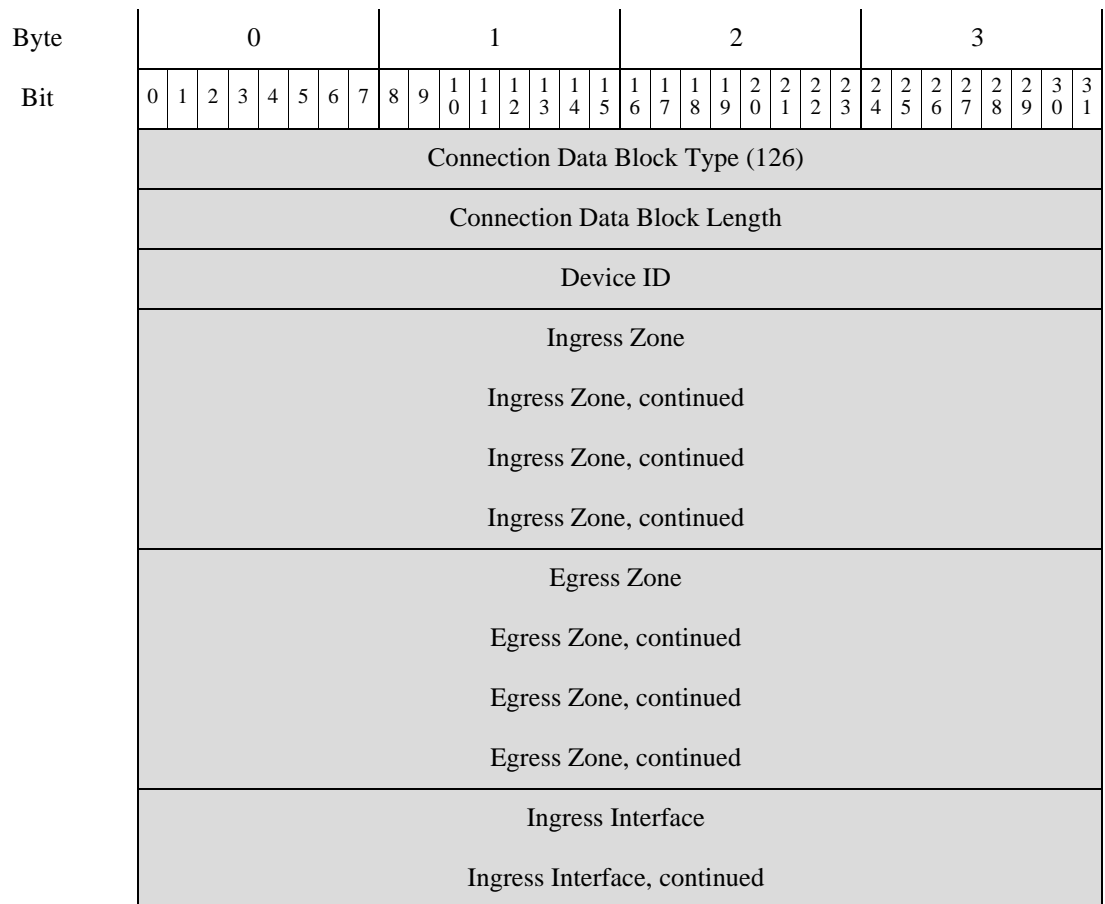 Byte 0 1 2 3
Bit 0 1 2 3 4 5 6 7 8 9 10 11 12 13 14 15 16 17 18 19 20 21 22 23 24 25 26 27 28 29 30 31
Connection Data Block Type (126)
Connection Data Block Length
Device ID
Ingress Zone
Ingress Zone, continued
Ingress Zone, continued
Ingress Zone, continued
Egress Zone
Egress Zone, continued
Egress Zone, continued
Egress Zone, continued
Ingress Interface
Ingress Interface, continued